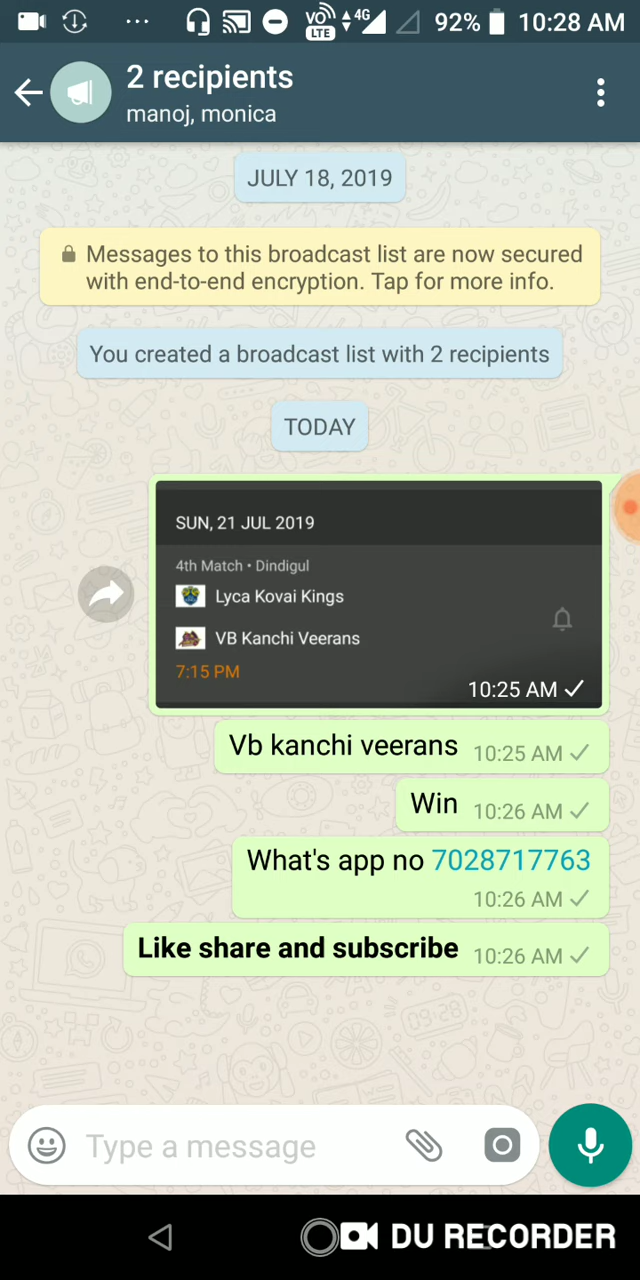 VO 4G 92% 10:28 AM
LTE
2 recipients
manoj, monica
JULY 18, 2019
Messages to this broadcast list are now secured
with end-to-end encryption. Tap for more info.
You created a broadcast list with 2 recipients
TODAY
SUN, 21 JUL 2019
4th Match • Dindigul
Lyca Kovai Kings
VB Kanchi Veerans
7:15 PM
10:25 AM
Vb kanchi veerans 10:25 AM
Win 10:26 AM
What's app no 7028717763
10:26 AM
Like share and subscribe 10:26 AM
Type a message
DU RECORDER